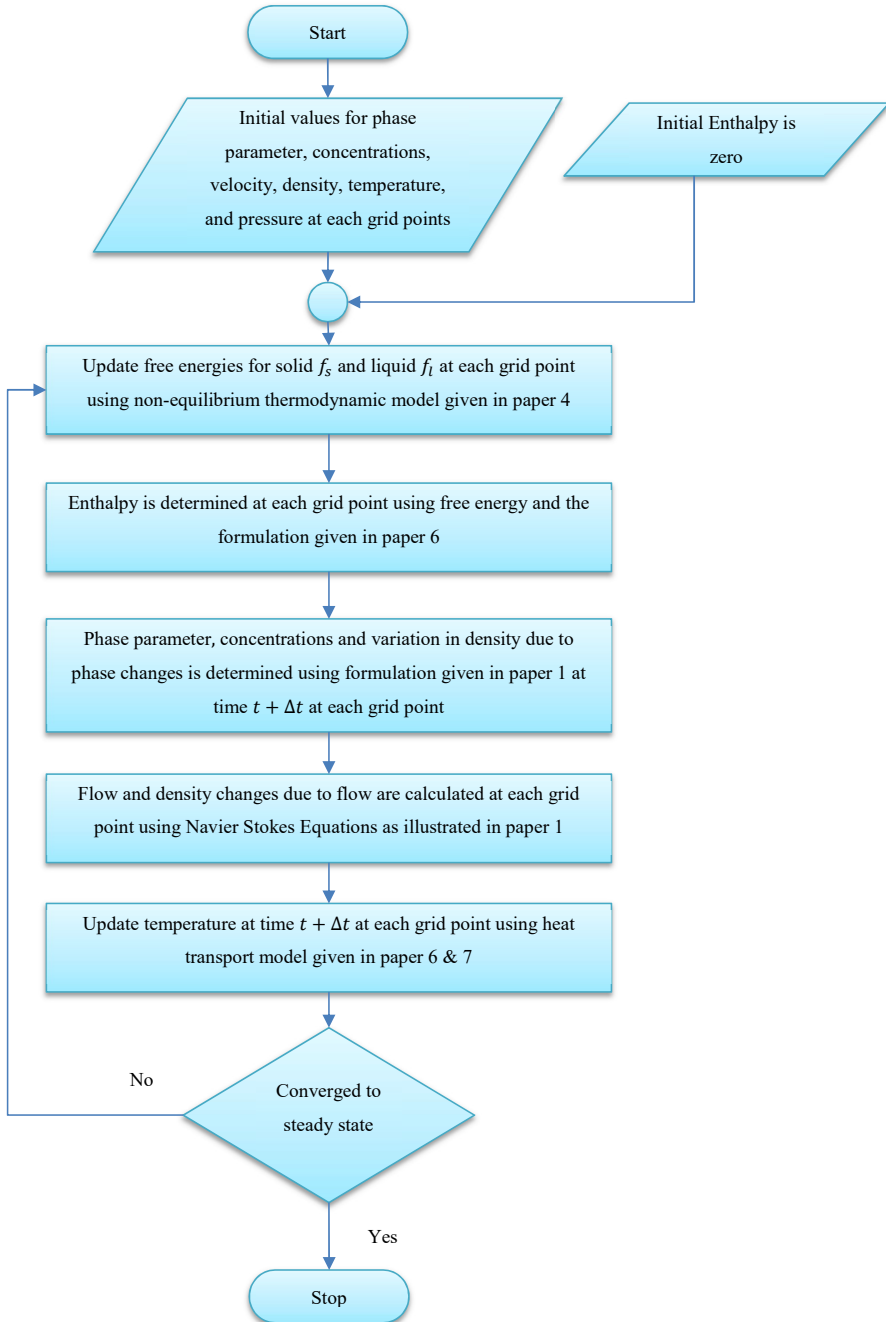 Start
Initial values for phase
parameter, concentrations,
velocity, density, temperature,
and pressure at each grid points
Initial Enthalpy is
zero
Update free energies for solid 𝑓𝑠 and liquid 𝑓𝑙 at each grid point
using non-equilibrium thermodynamic model given in paper 4
Enthalpy is determined at each grid point using free energy and the
formulation given in paper 6
Phase parameter, concentrations and variation in density due to
phase changes is determined using formulation given in paper 1 at
time 𝑡 + Δ𝑡 at each grid point
Flow and density changes due to flow are calculated at each grid
point using Navier Stokes Equations as illustrated in paper 1
Update temperature at time 𝑡 + Δ𝑡 at each grid point using heat
transport model given in paper 6 & 7
No
Converged to
steady state
Yes
Stop